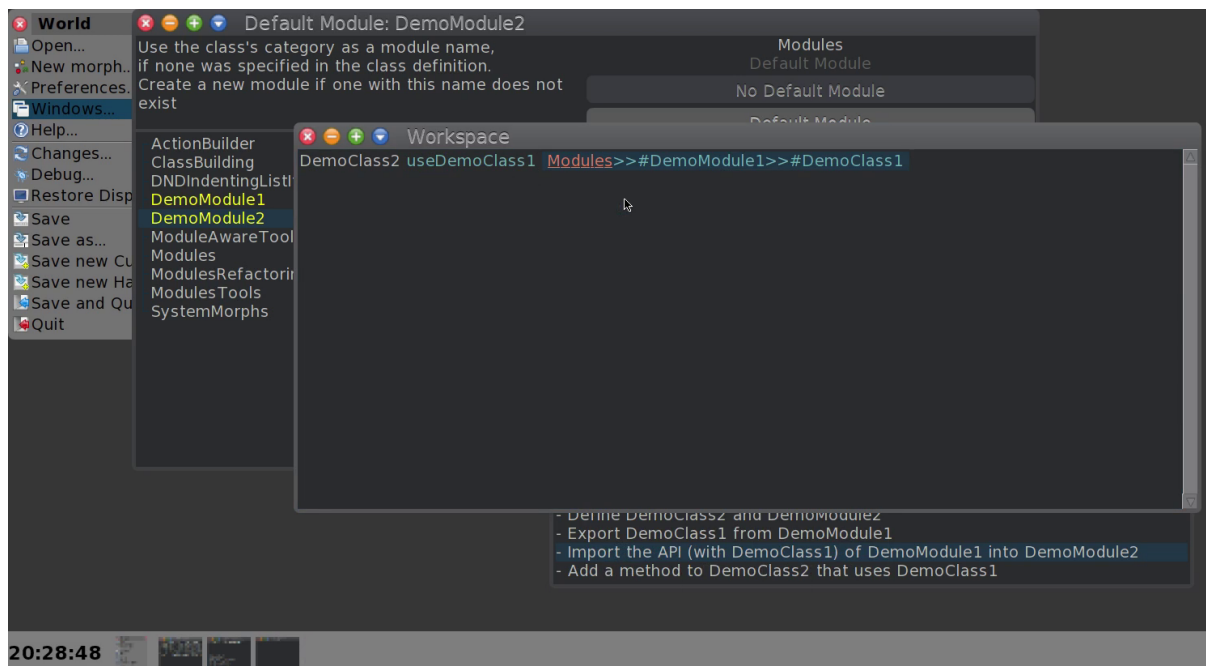 World
Open...
New morph..
Preferences.
Windows...
Help...
Changes...
Debug...
Restore Disp
Save
Save as...
Save new Cu
Save new Ha
Save and Qu
Quit
Default Module: DemoModule2
Use the class's category as a module name,
if none was specified in the class definition.
Create a new module if one with this name does not
exist
Modules
Default Module
No Default Module
Default Module
ActionBuilder
ClassBuilding
DNDIndentingListI
DemoModule1
DemoModule2
ModuleAwareTool
Modules
ModulesRefactorin
ModulesTools
SystemMorphs
Workspace
DemoClass2 useDemoClass1 Modules>>#DemoModule1>>#DemoClass1
- Define DemoClass2 and DemoModule2
- Export DemoClass1 from DemoModule1
- Import the API (with DemoClass1) of DemoModule1 into DemoModule2
- Add a method to DemoClass2 that uses DemoClass1
20:28:48